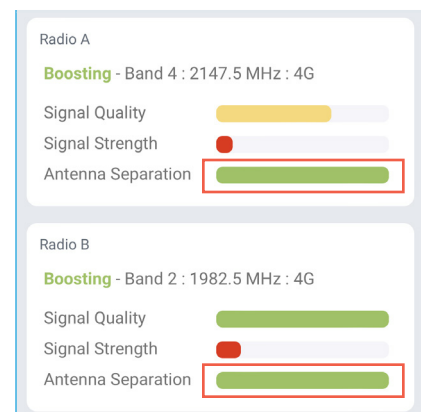 Radio A
Boosting - Band 4 : 2147.5 MHz : 4G
Signal Quality
Signal Strength
Antenna Separation
Radio B
Boosting - Band 2 : 1982.5 MHz : 4G
Signal Quality
Signal Strength
Antenna Separation